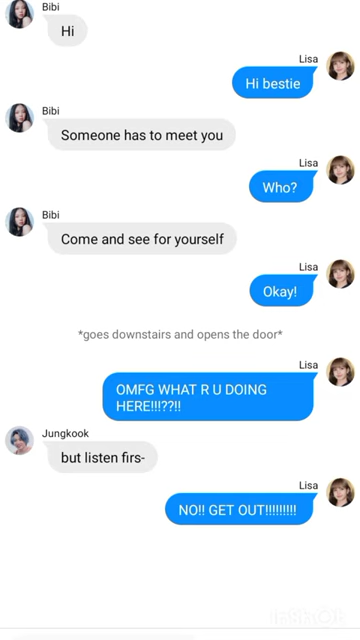 Bibi
Hi
Lisa
Hi bestie
Bibi
Someone has to meet you
Lisa
Who?
Bibi
Come and see for yourself
Lisa
Okay!
*goes downstairs and opens the door*
Lisa
OMFG WHAT R U DOING
HERE!!!??!!
Jungkook
but listen firs-
Lisa
NO!! GET OUT!!!!!!!!!